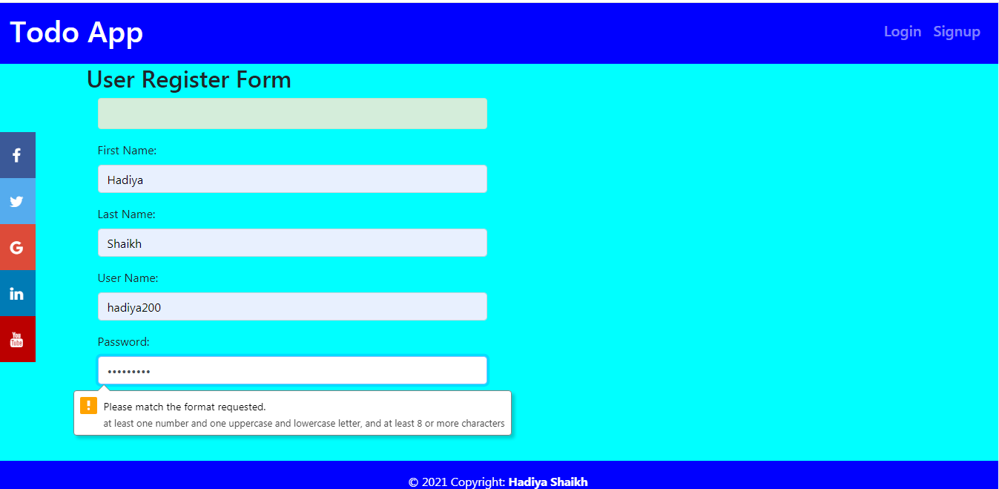 Todo App
Login Signup
User Register Form
First Name:
Hadiya
Last Name:
Shaikh
User Name:
hadiya200
Password:
•••••••••
Please match the format requested.
at least one number and one uppercase and lowercase letter, and at least 8 or more characters
You
Tube
© 2021 Copyright: Hadiya Shaikh